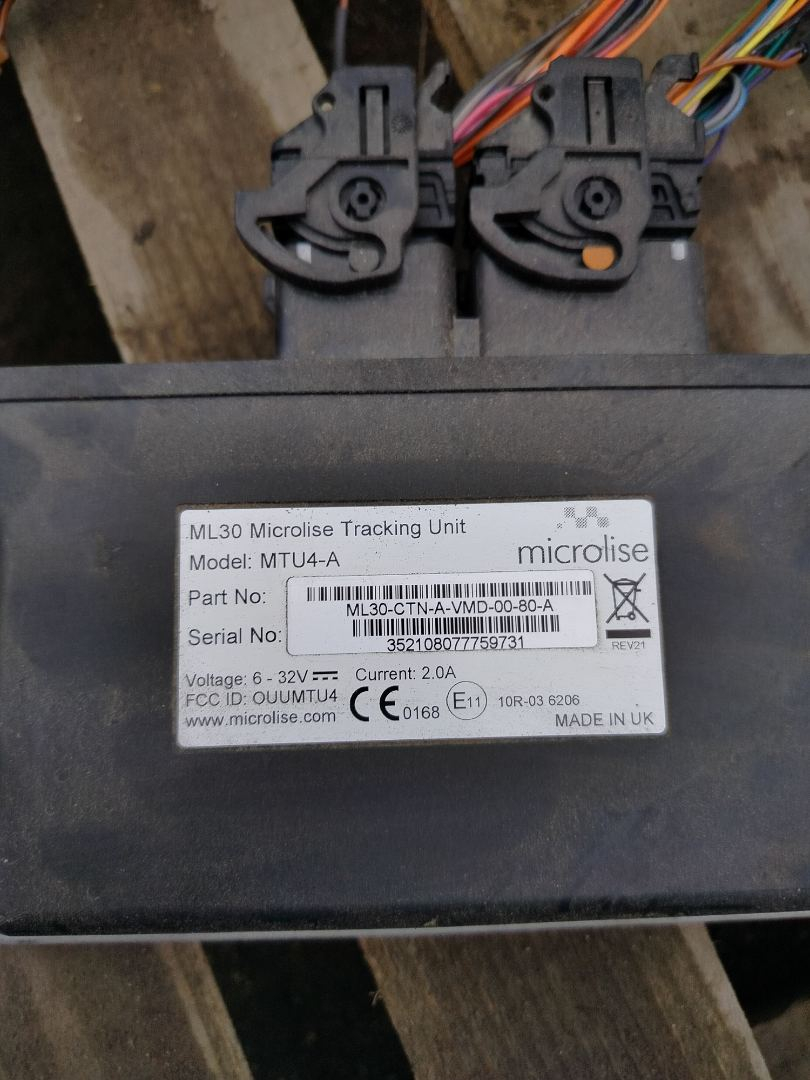 ML30 Microlise Tracking Unit
microlise
Model: MTU4-A
Part No:
ML30-CTN-A-VMD-00-80-A
Serial No:
352108077759731
REV21
Voltage: 6 - 32V
Current: 2.0A
FCC ID: OUUMTU4
www.microlise.com
CE 0168
E11
10R-03 6206
MADE IN UK